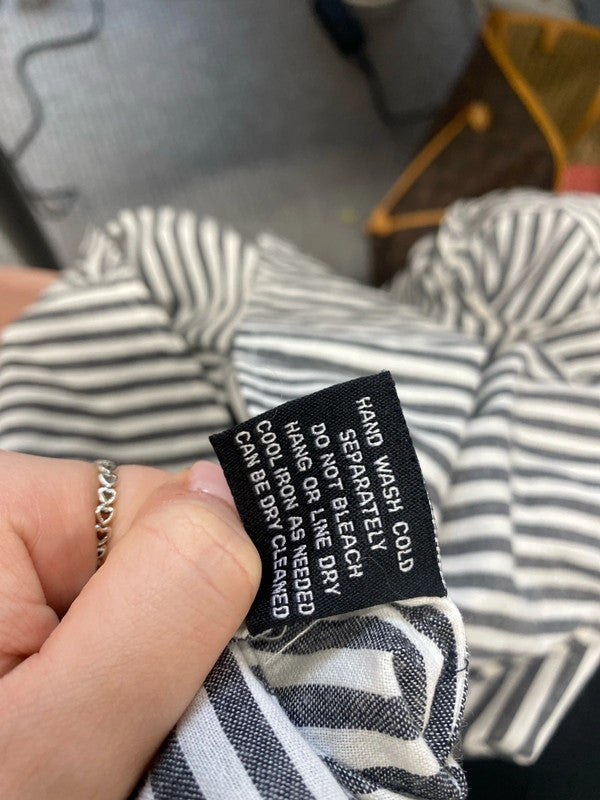 HAND WASH COLD
SEPARATELY
DO NOT BLEACH
HANG OR LINE DRY
COOL IRON AS NEEDED
CAN BE DRY CLEANED